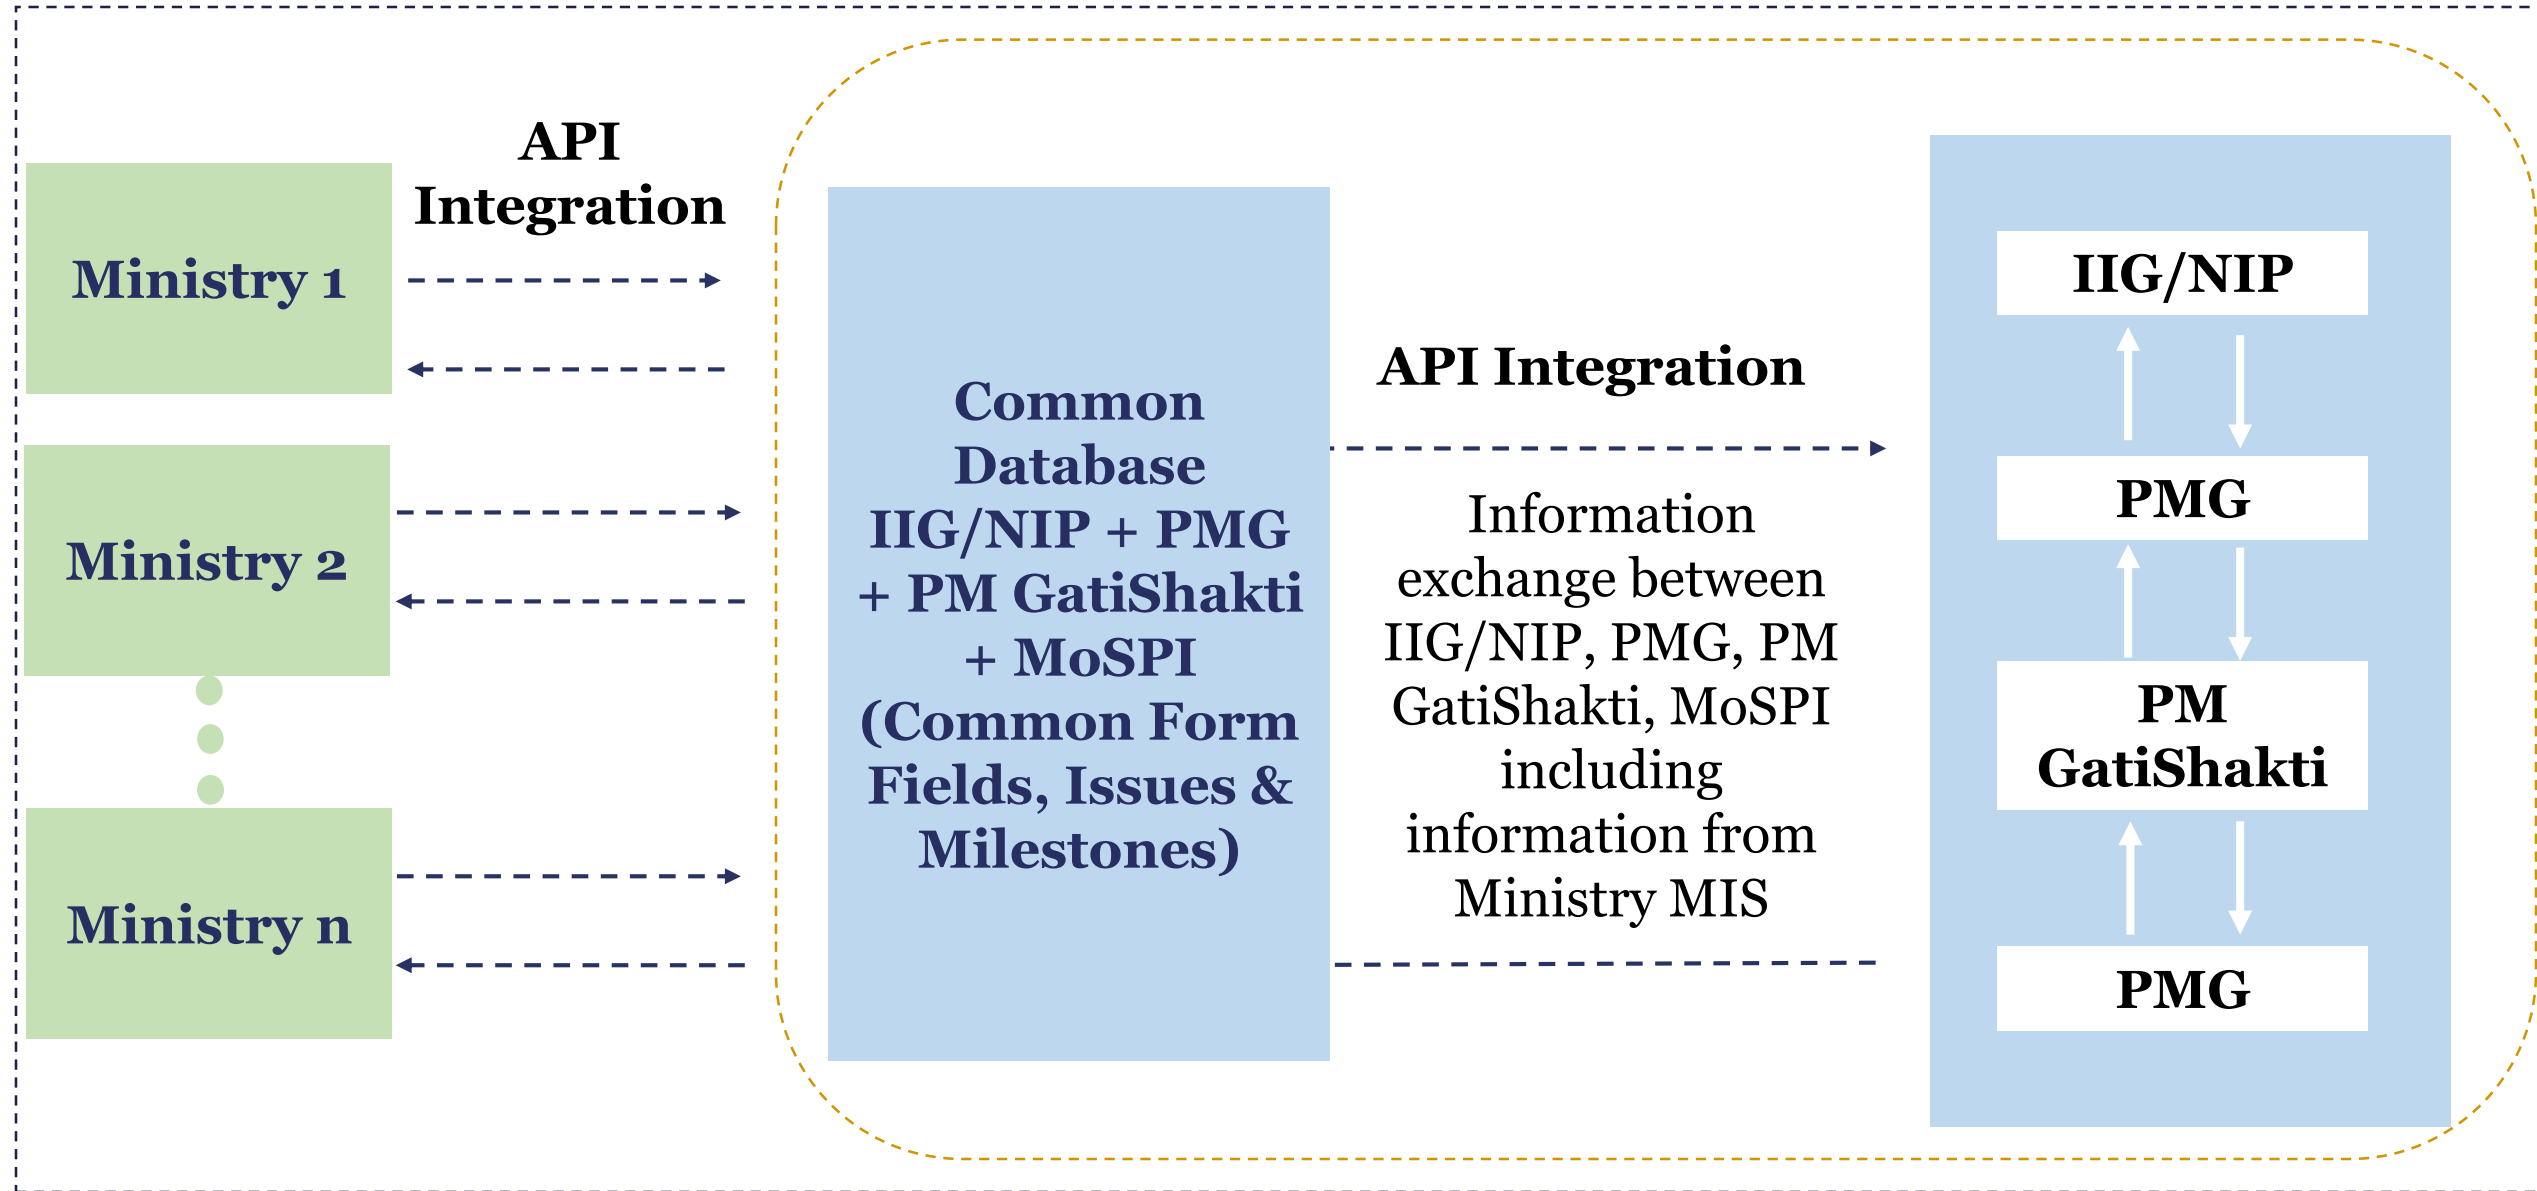 API
Integration
Ministry 1
Ministry 2
Ministry n
Common
Database
IIG/NIP + PMG
+ PM GatiShakti
+ MoSPI
(Common Form
Fields, Issues &
Milestones)
API Integration
Information
exchange between
IIG/NIP, PMG, PM
GatiShakti, MoSPI
including
information from
Ministry MIS
IIG/NIP
PMG
PM
GatiShakti
PMG